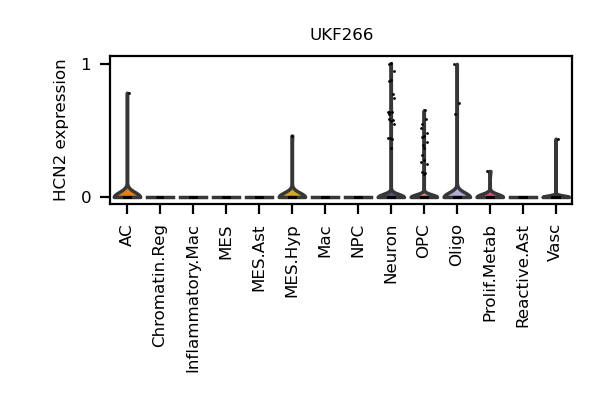 UKF266
HCN2 expression
1
0
AC
Chromatin.Reg
Inflammatory.Mac
MES
MES.Ast
MES.Hyp
Mac
NPC
Neuron
OPC
Oligo
Prolif.Metab
Reactive.Ast
Vasc